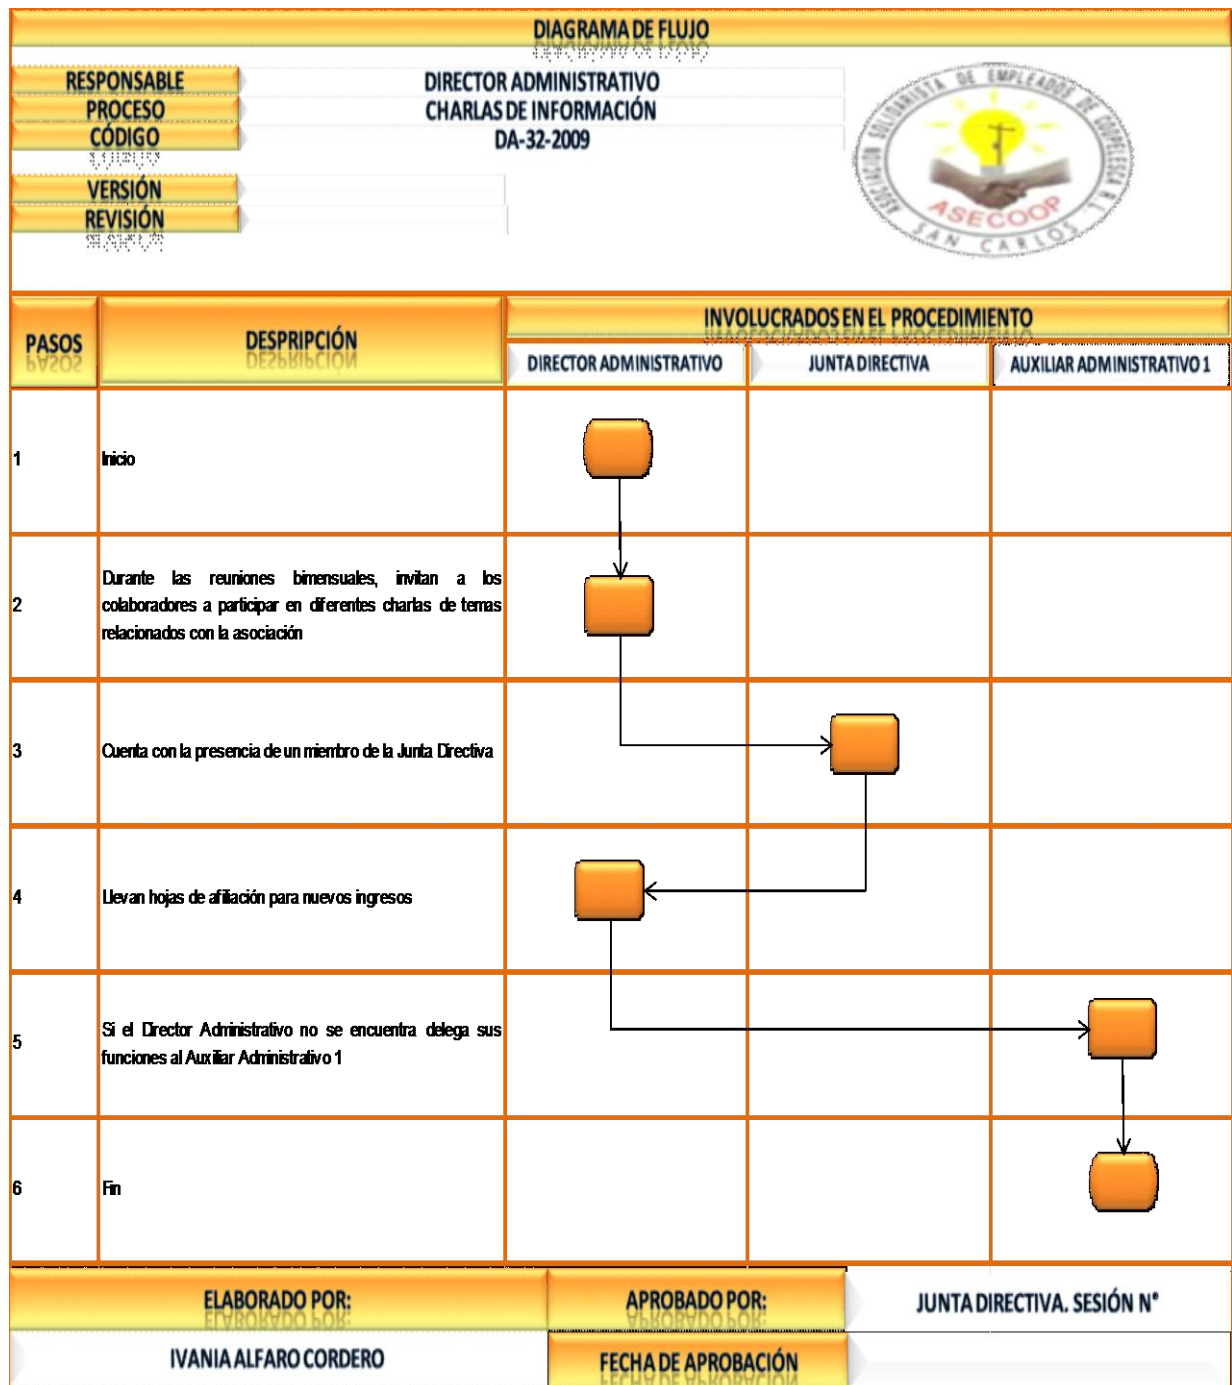 DIAGRAMA DE FLUJO
RESPONSABLE DIRECTOR ADMINISTRATIVO
PROCESO CHARLAS DE INFORMACIÓN
CÓDIGO DA-32-2009
VERSIÓN
REVISIÓN
ASOCIACION SOLIDARISTA DE EMPLEADOS DE COOPELESCA R.L.
ASECOOP
SAN CARLOS
PASOS DESPRIPCIÓN INVOLUCRADOS EN EL PROCEDIMIENTO
DIRECTOR ADMINISTRATIVO JUNTA DIRECTIVA AUXILIAR ADMINISTRATIVO 1
1 Inicio
2 Durante las reuniones bimensuales, invitan a los
colaboradores a participar en diferentes charlas de temas
relacionados con la asociación
3 Cuenta con la presencia de un miembro de la Junta Directiva
4 Llevan hojas de afiliación para nuevos ingresos
5 Si el Director Administrativo no se encuentra delega sus
funciones al Auxiliar Administrativo 1
6 Fin
ELABORADO POR: APROBADO POR: JUNTA DIRECTIVA. SESIÓN N°
IVANIA ALFARO CORDERO FECHA DE APROBACIÓN